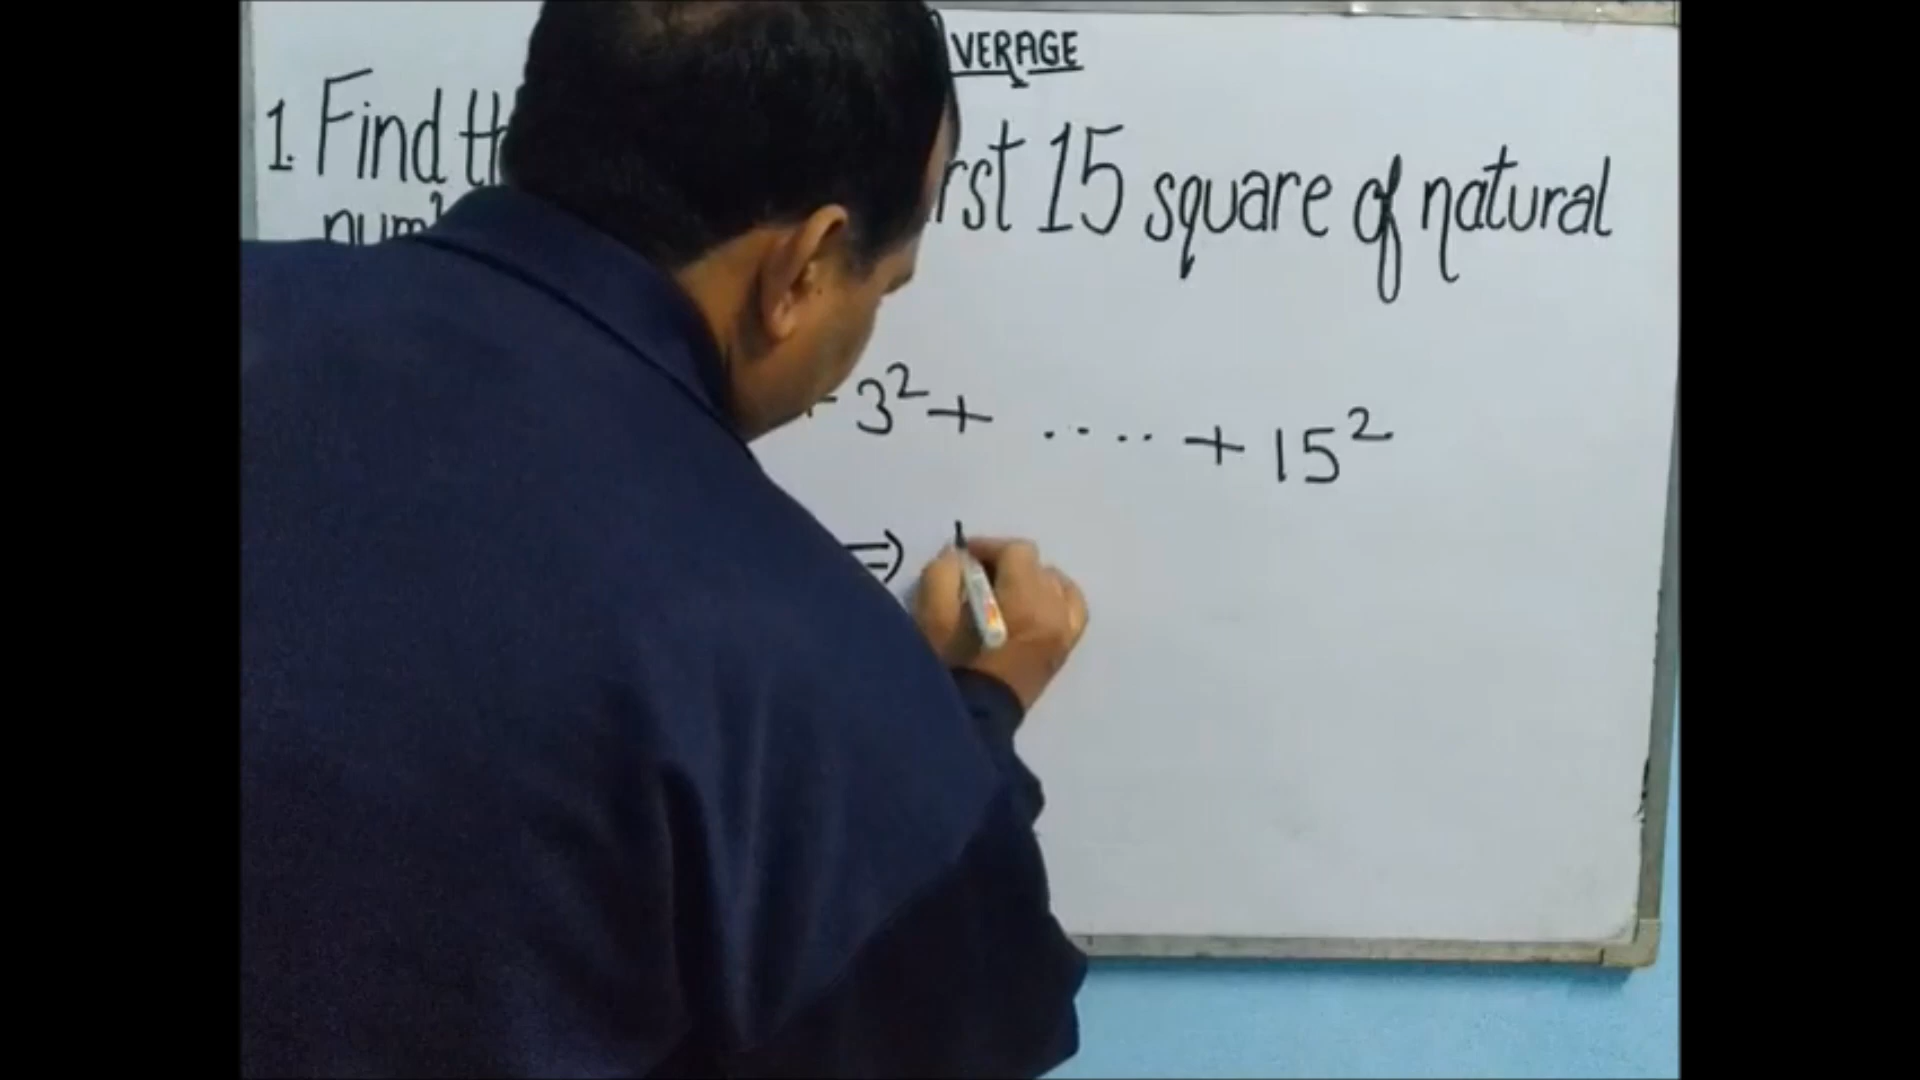 VERAGE
1. Find th rst 15 square of natural
num
3² + .... + 15²
⇒